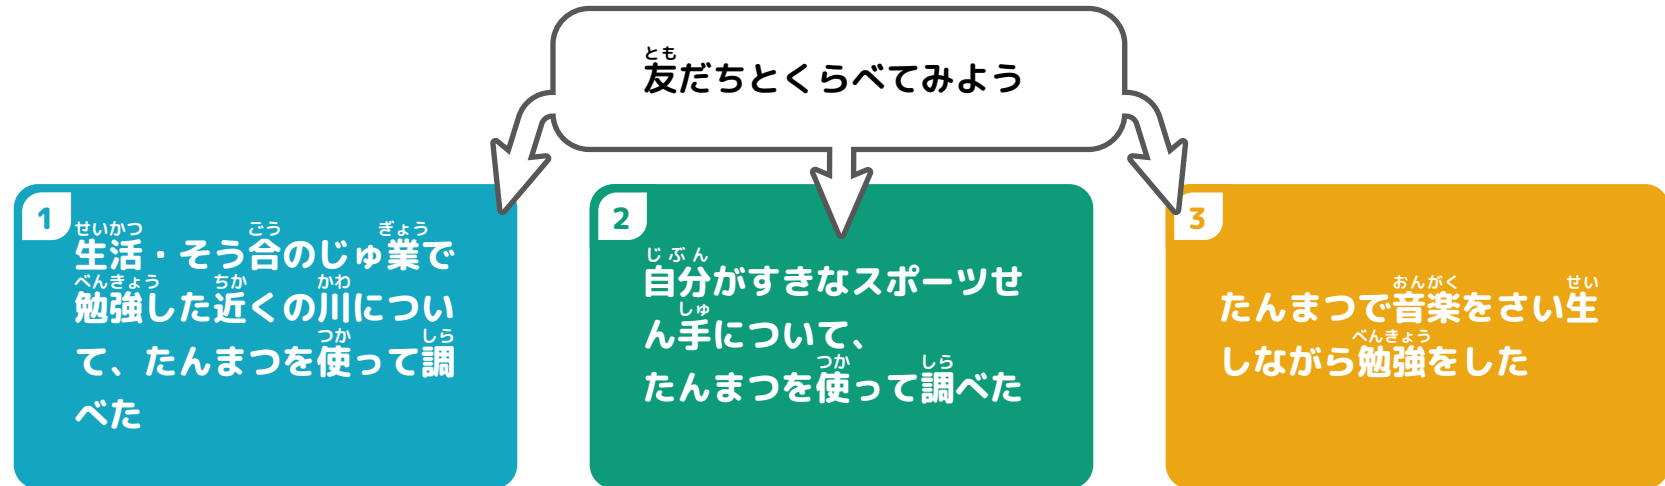 とも
友だちとくらべてみよう
1
せいかつ ごう ぎょう
生活・そう合のじゅ業で
べんきょう ちか かわ
勉強した近くの川につい
つか しら
て、たんまつを使って調
べた
2
じぶん
自分がすきなスポーツせ
しゅ
ん手について、
つか しら
たんまつを使って調べた
3
おんがく せい
たんまつで音楽をさい生
べんきょう
しながら勉強をした